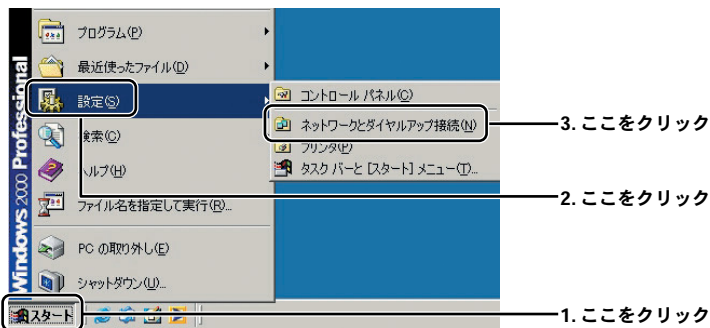 Windows 2000 Professional
プログラム(P)
最近使ったファイル(D)
設定(S)
検索(C)
ヘルプ(H)
ファイル名を指定して実行(R)...
PC の取り外し(E)
シャットダウン(U)...
スタート
コントロール パネル(C)
ネットワークとダイヤルアップ接続(N)
プリンタ(P)
タスク バーと [スタート] メニュー(T)...
3. ここをクリック
2. ここをクリック
1. ここをクリック